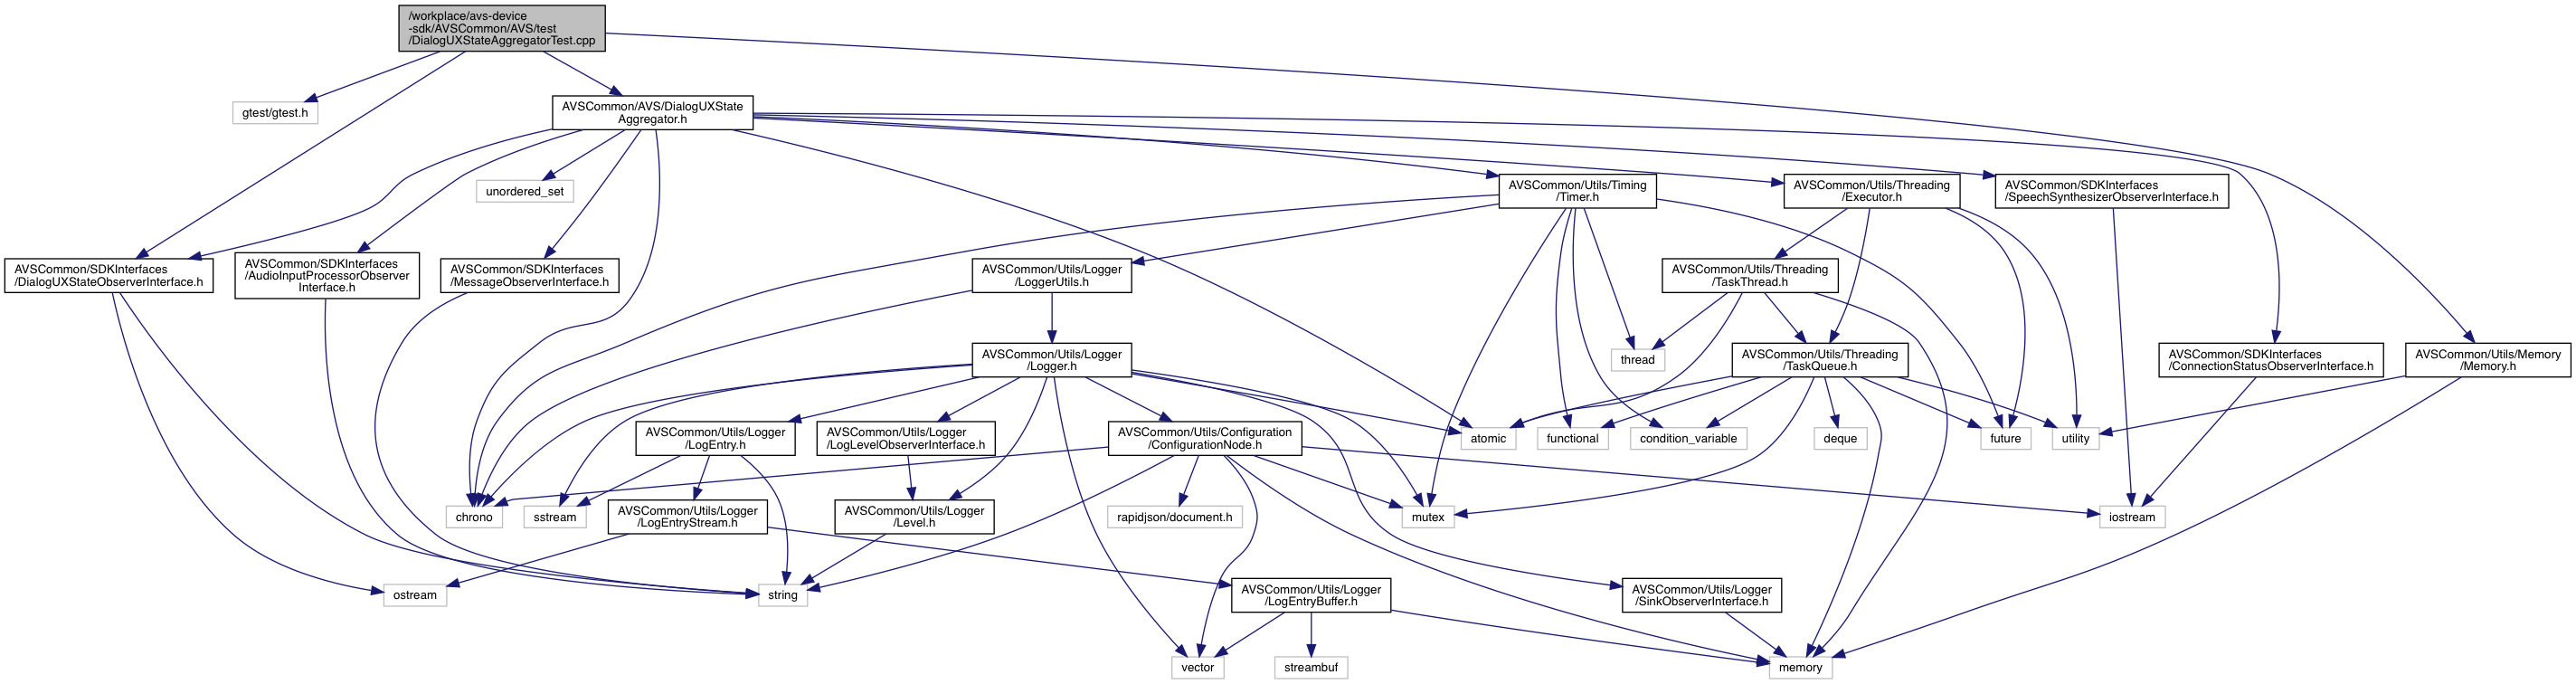 /workplace/avs-device
-sdk/AVSCommon/AVS/test
/DialogUXStateAggregatorTest.cpp
gtest/gtest.h
AVSCommon/AVS/DialogUXState
Aggregator.h
unordered_set
AVSCommon/Utils/Timing
/Timer.h
AVSCommon/Utils/Threading
/Executor.h
AVSCommon/SDKInterfaces
/SpeechSynthesizerObserverInterface.h
AVSCommon/SDKInterfaces
/DialogUXStateObserverInterface.h
AVSCommon/SDKInterfaces
/AudioInputProcessorObserver
Interface.h
AVSCommon/SDKInterfaces
/MessageObserverInterface.h
AVSCommon/Utils/Logger
/LoggerUtils.h
AVSCommon/Utils/Threading
/TaskThread.h
AVSCommon/Utils/Logger
/Logger.h
thread
AVSCommon/Utils/Threading
/TaskQueue.h
AVSCommon/SDKInterfaces
/ConnectionStatusObserverInterface.h
AVSCommon/Utils/Memory
/Memory.h
AVSCommon/Utils/Logger
/LogEntry.h
AVSCommon/Utils/Logger
/LogLevelObserverInterface.h
AVSCommon/Utils/Configuration
/ConfigurationNode.h
atomic
functional
condition_variable
deque
future
utility
chrono
sstream
AVSCommon/Utils/Logger
/LogEntryStream.h
AVSCommon/Utils/Logger
/Level.h
rapidjson/document.h
mutex
iostream
ostream
string
AVSCommon/Utils/Logger
/LogEntryBuffer.h
AVSCommon/Utils/Logger
/SinkObserverInterface.h
vector
streambuf
memory